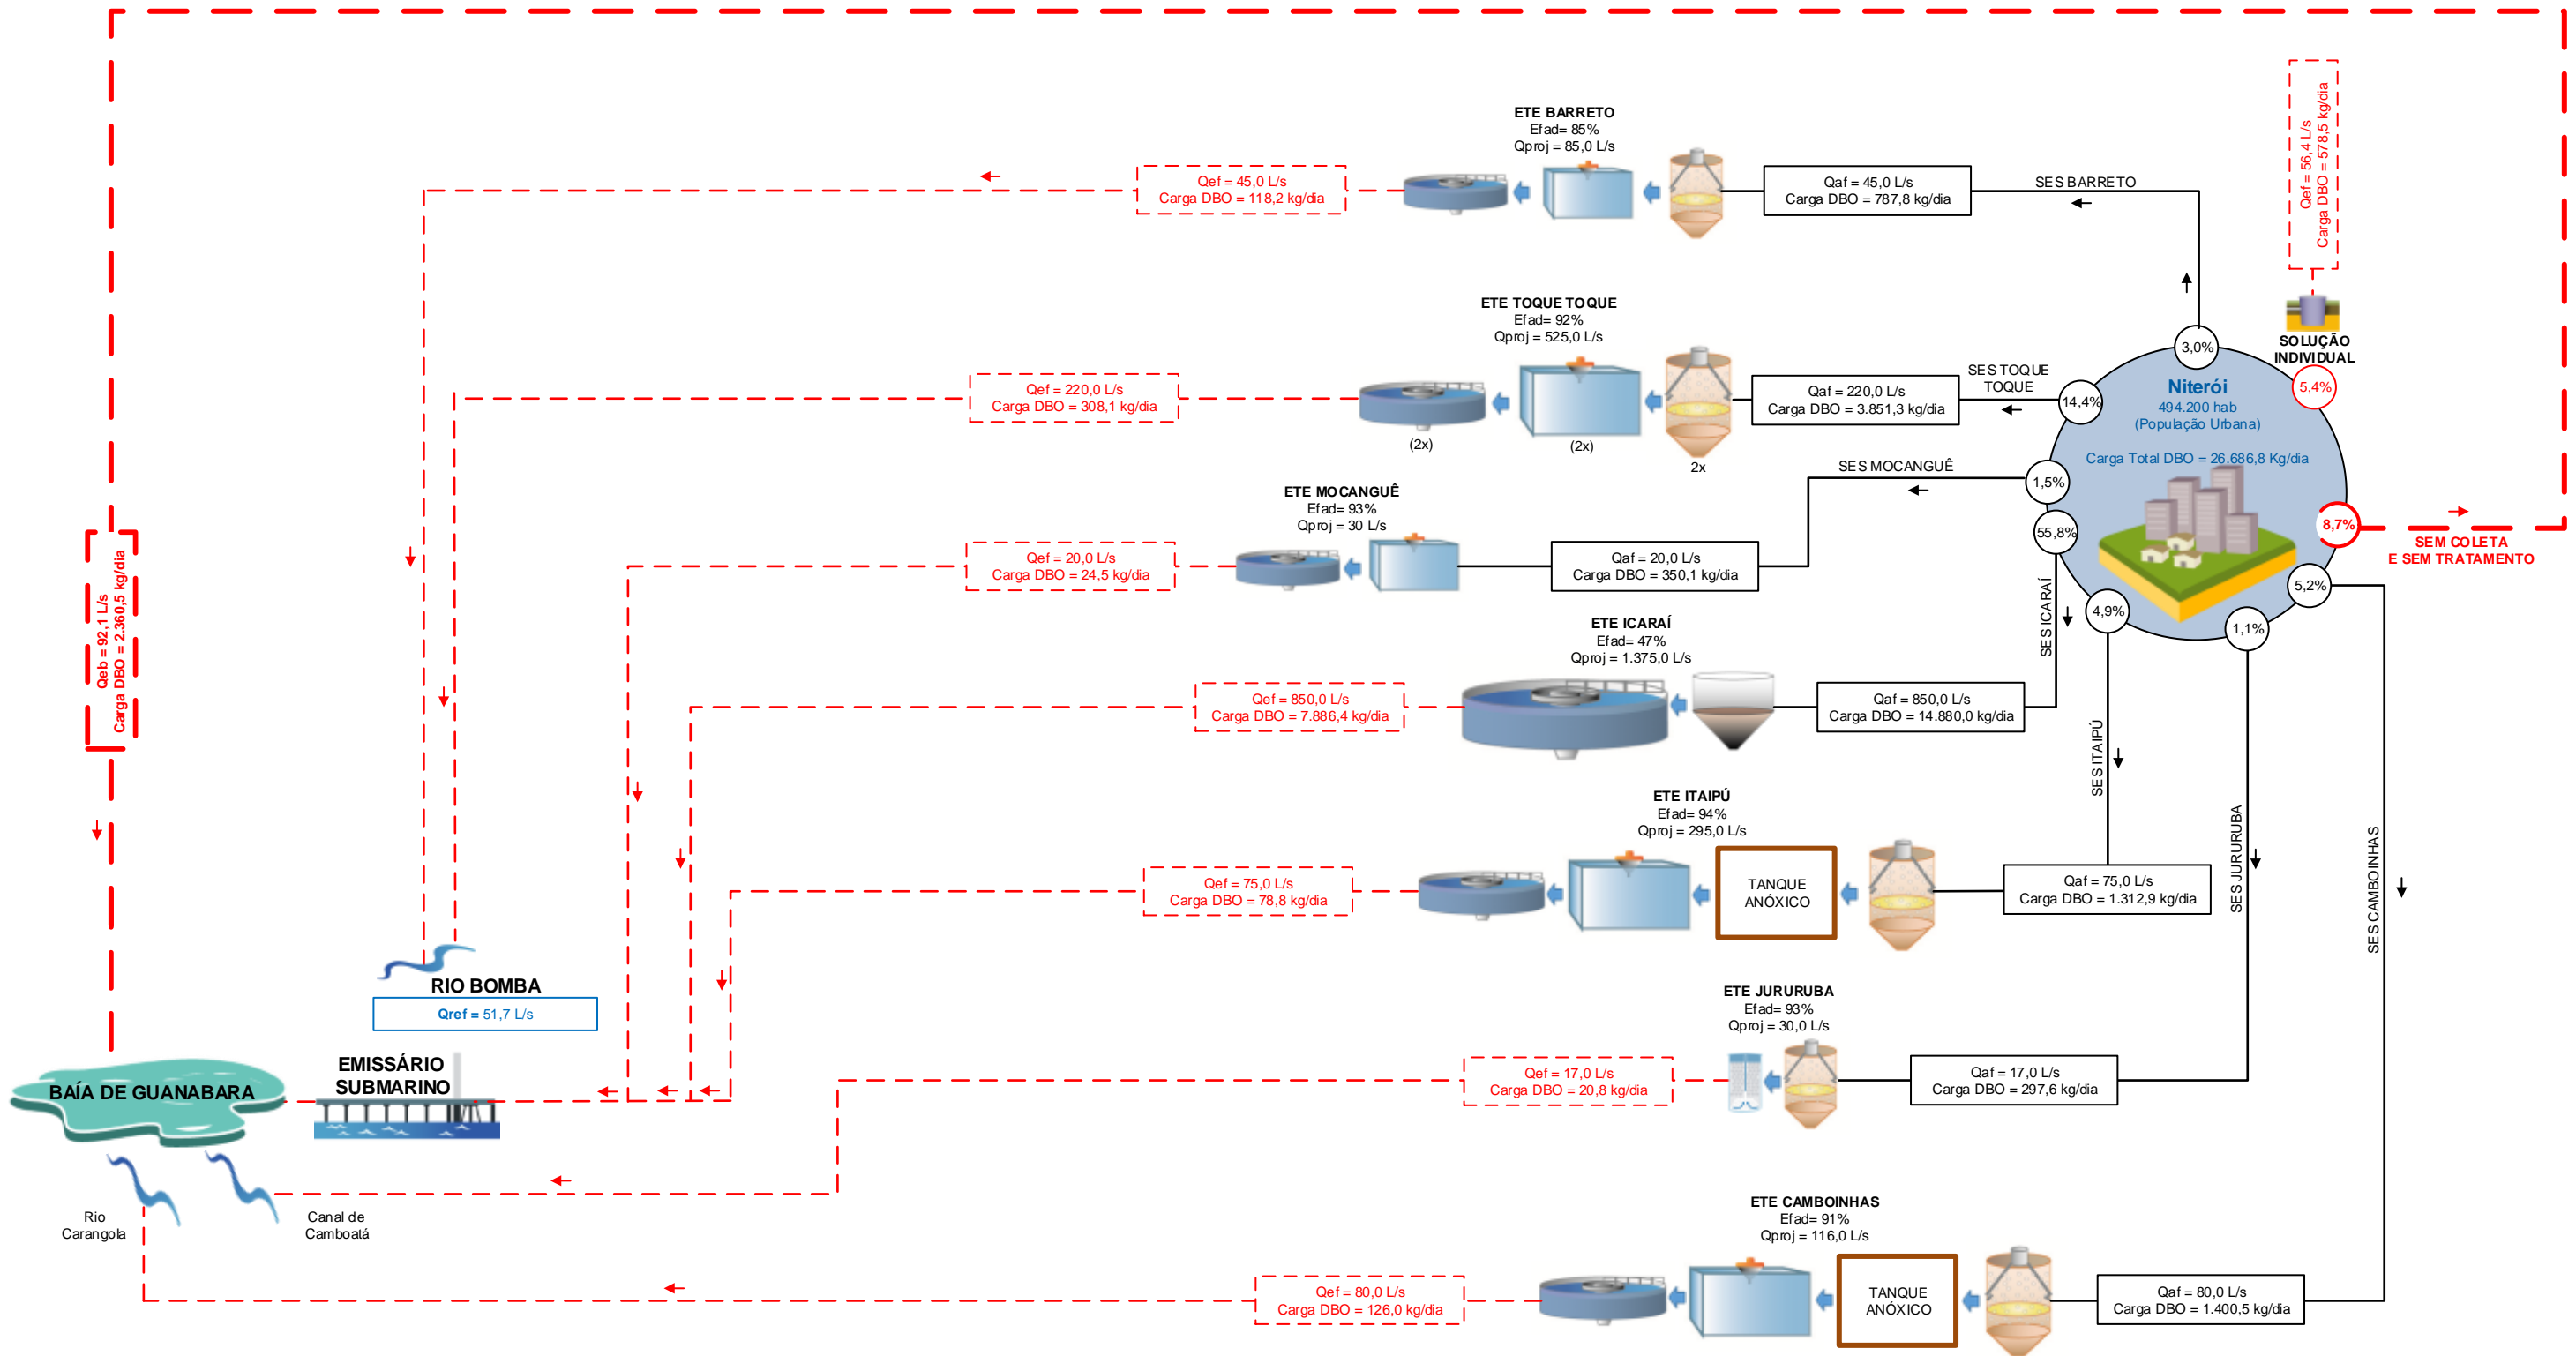 ETE BARRETO
Efad= 85%
Qproj = 85,0 L/s
Qef = 45,0 L/s
Carga DBO = 118,2 kg/dia
Qaf = 45,0 L/s
Carga DBO = 787,8 kg/dia
SES BARRETO
Qef = 56,4 L/s
Carga DBO = 578,5 kg/dia
SOLUÇÃO
INDIVIDUAL
5,4%
3,0%
ETE TOQUE TOQUE
Efad= 92%
Qproj = 525,0 L/s
Qef = 220,0 L/s
Carga DBO = 308,1 kg/dia
(2x)
(2x)
2x
Qaf = 220,0 L/s
Carga DBO = 3.851,3 kg/dia
SES TOQUE
TOQUE
14,4%
Niterói
494.200 hab
(População Urbana)
Carga Total DBO = 26.686,8 Kg/dia
ETE MOCANGUÊ
Efad= 93%
Qproj = 30 L/s
Qef = 20,0 L/s
Carga DBO = 24,5 kg/dia
Qaf = 20,0 L/s
Carga DBO = 350,1 kg/dia
SES MOCANGUÊ
1,5%
55,8%
8,7%
SEM COLETA
E SEM TRATAMENTO
5,2%
4,9%
1,1%
Qeb = 92,1 L/s
Carga DBO = 2.360,5 kg/dia
ETE ICARAÍ
Efad= 47%
Qproj = 1.375,0 L/s
Qef = 850,0 L/s
Carga DBO = 7.886,4 kg/dia
Qaf = 850,0 L/s
Carga DBO = 14.880,0 kg/dia
SES ICARAÍ
ETE ITAIPÚ
Efad= 94%
Qproj = 295,0 L/s
Qef = 75,0 L/s
Carga DBO = 78,8 kg/dia
TANQUE
ANÓXICO
Qaf = 75,0 L/s
Carga DBO = 1.312,9 kg/dia
SES ITAIPÚ
SES JURURUBA
SES CAMBOINHAS
RIO BOMBA
Qref = 51,7 L/s
ETE JURURUBA
Efad= 93%
Qproj = 30,0 L/s
Qef = 17,0 L/s
Carga DBO = 20,8 kg/dia
Qaf = 17,0 L/s
Carga DBO = 297,6 kg/dia
EMISSÁRIO
SUBMARINO
BAÍA DE GUANABARA
Rio
Carangola
Canal de
Camboatá
ETE CAMBOINHAS
Efad= 91%
Qproj = 116,0 L/s
Qef = 80,0 L/s
Carga DBO = 126,0 kg/dia
TANQUE
ANÓXICO
Qaf = 80,0 L/s
Carga DBO = 1.400,5 kg/dia